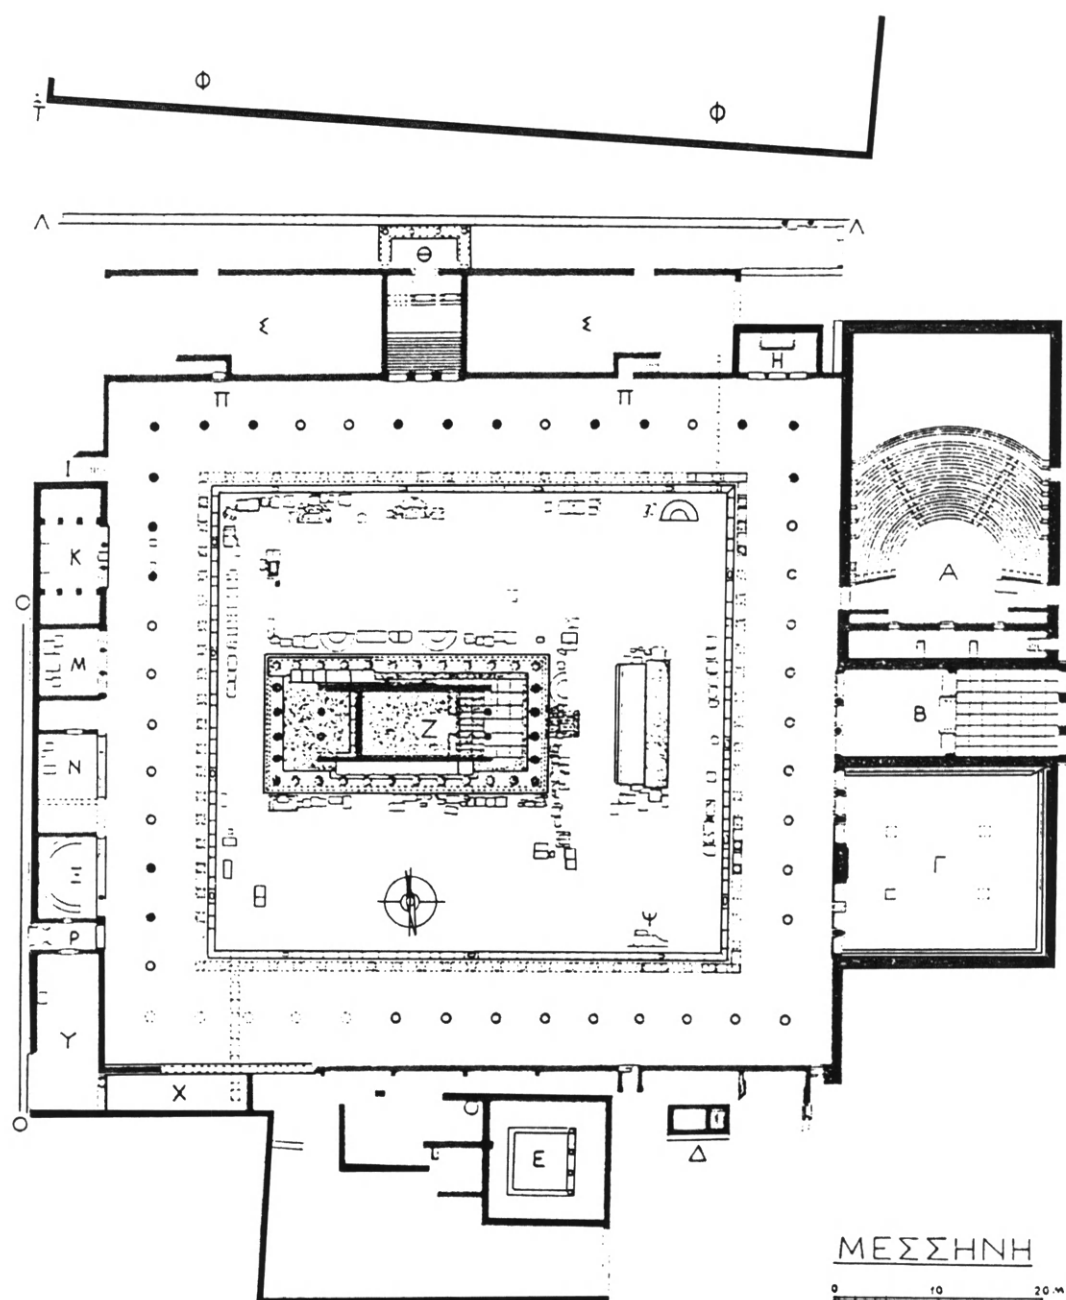 Φ
Φ
Τ
Λ Λ
Θ
Σ Σ
Η
Π Π
Ι
Κ
Α
Ο
Μ
Β
Ζ
Ν
Γ
Ξ
Ψ
Ρ
Υ
Χ
Ο
Ε
Δ
ΜΕΣΣΗΝΗ
0 10 20 M